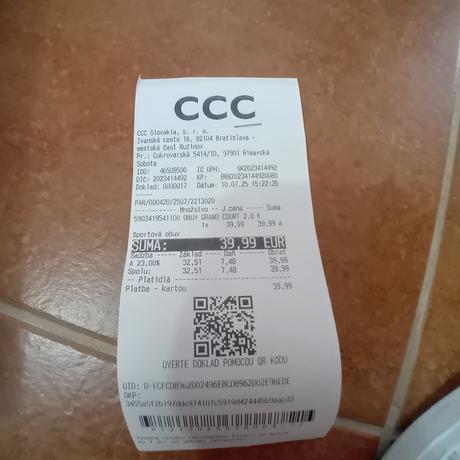 CCC
CCC Slovakia, s. r. o.
Ivanská cesta 16, 82104 Bratislava -
mestská časť Ružinov
Pr.: Cukrovarská 5414/1D, 97901 Rimavská
Sobota
IČO: 46509500 IČ DPH: SK2023414492
DIČ: 2023414492 KP: 88820234144920080
Doklad: 0000017 Dátum: 10.07.25 15:22:35
PAR/000420/2507/2213020
Množstvo -- J.cena --- Suma
5903419541100 OBUV GRAND COURT 2.0 K
1x 39,99 39,99 A
športová obuv
SUMA: 39,99 EUR
Sadzba ----- Základ ----- Daň ----- Obrat
A 23,00% 32,51 7,48 39,99
Spolu: 32,51 7,48 39,99
-- Platidlá
Platba - kartou 39,99
OVERTE DOKLAD POMOCOU QR KÓDU
UID: O-FCFCDB962D02496EBCDB962D2E96EDE
OKP: